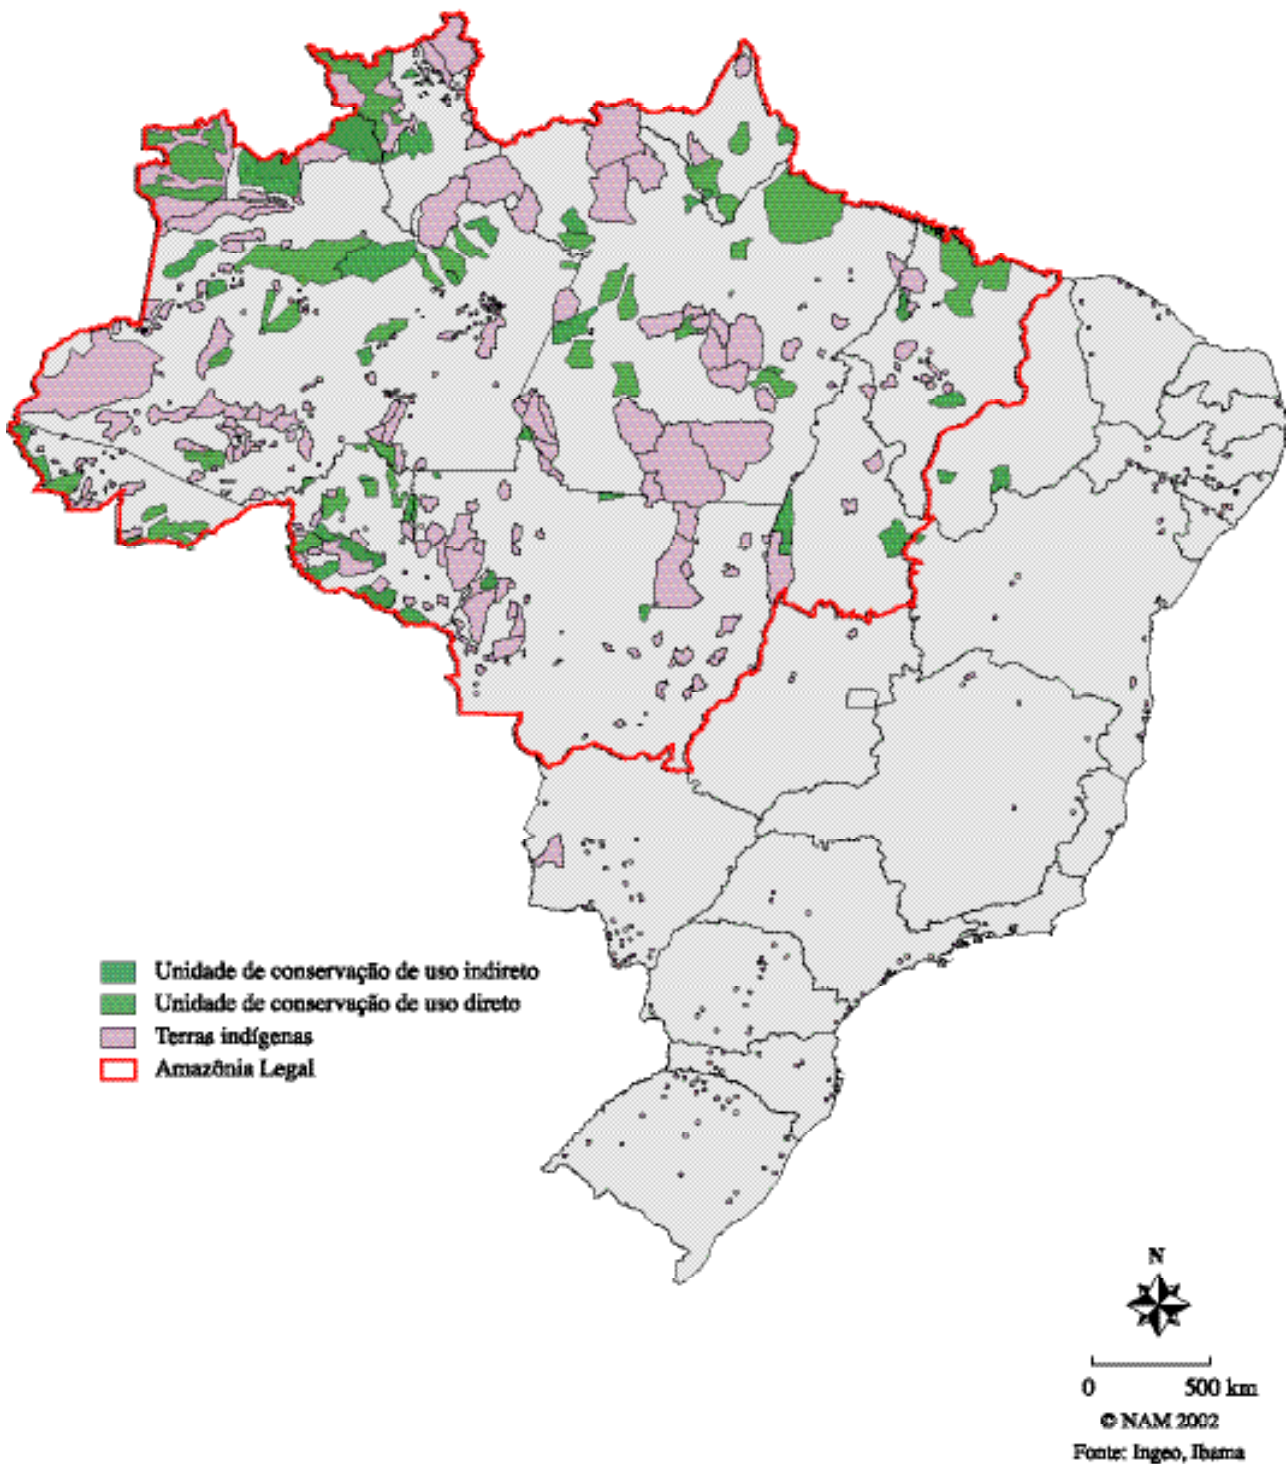 Unidade de conservação de uso indireto
Unidade de conservação de uso direto
Terras indígenas
Amazônia Legal
N
0 500 km
© NAM 2002
Fonte: Ingeo, Ibama